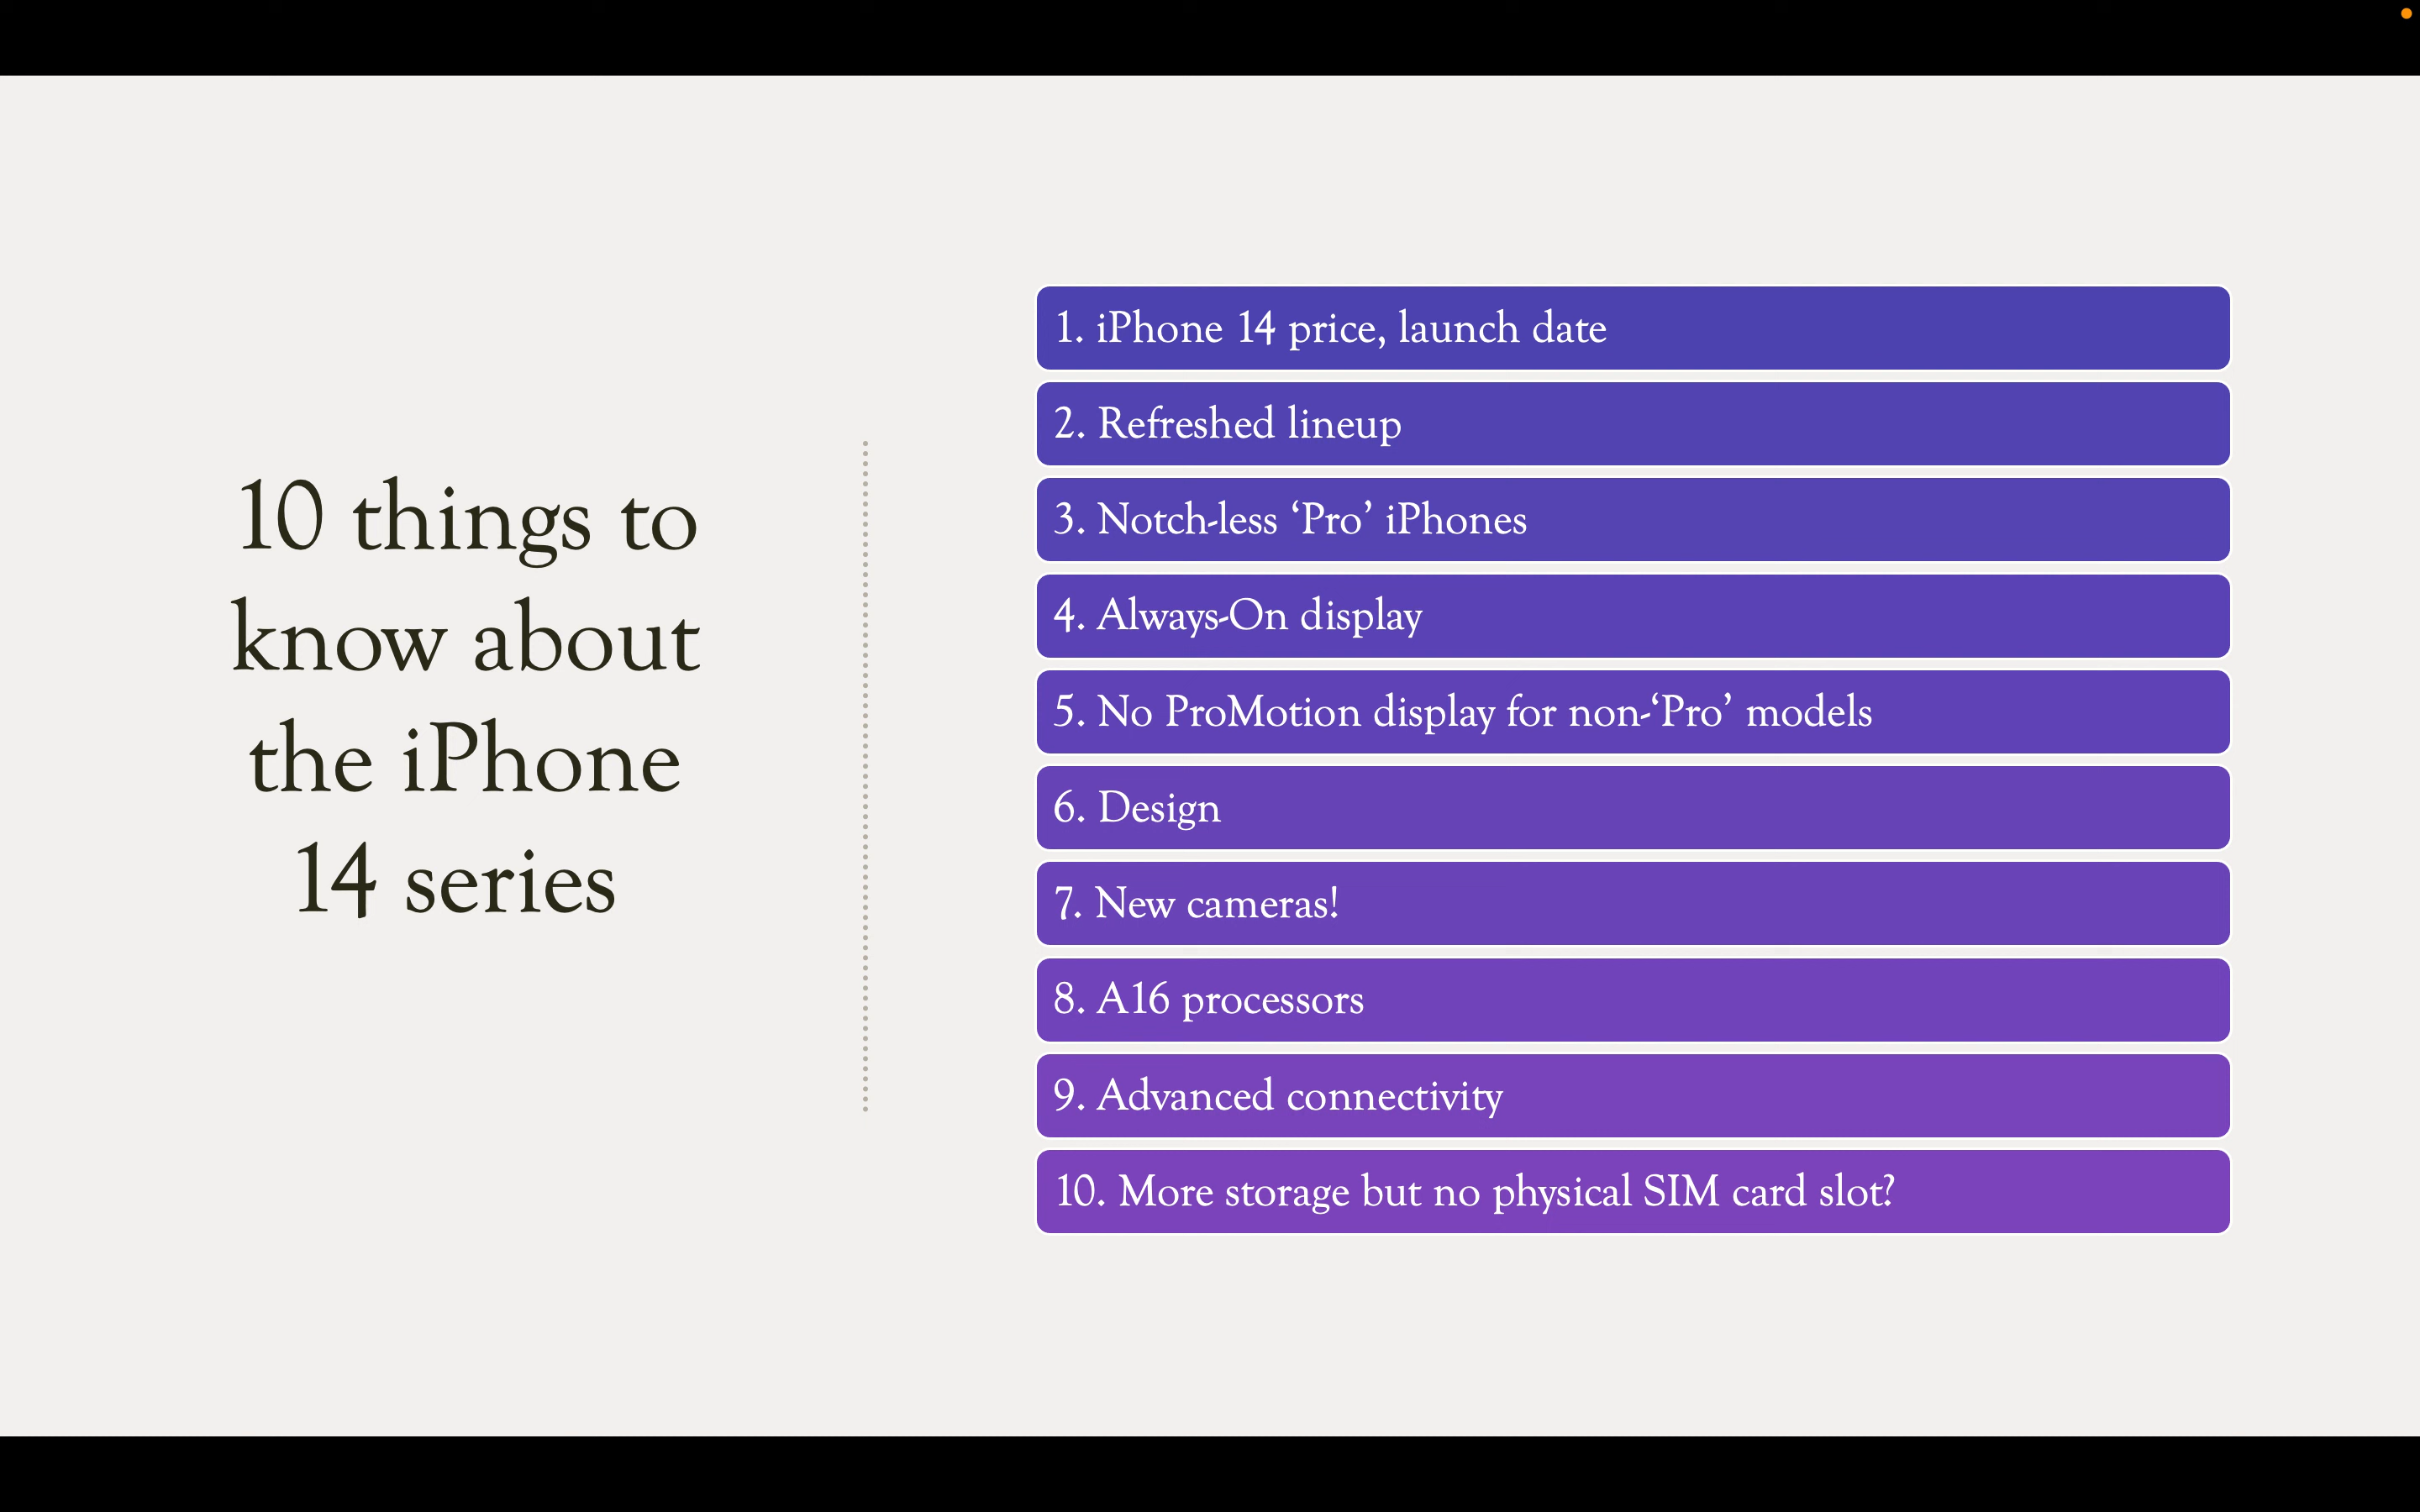 10 things to
know about
the iPhone
14 series
1. iPhone 14 price, launch date
2. Refreshed lineup
3. Notch-less ‘Pro’ iPhones
4. Always-On display
5. No ProMotion display for non-‘Pro’ models
6. Design
7. New cameras!
8. A16 processors
9. Advanced connectivity
10. More storage but no physical SIM card slot?